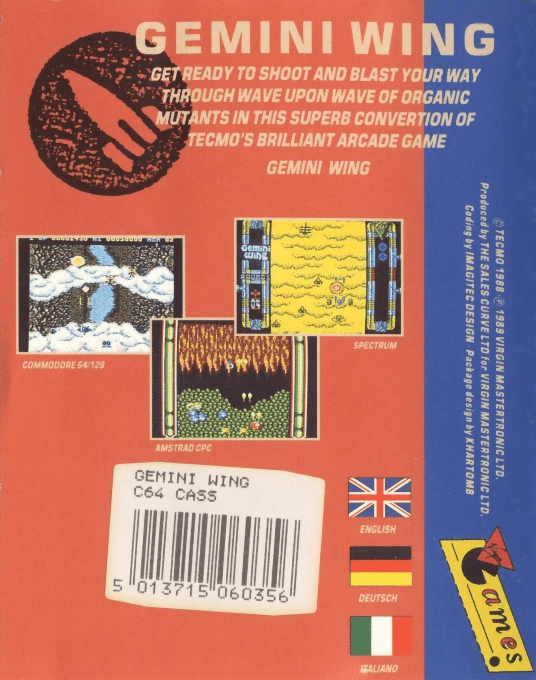 GEMINI WING
GET READY TO SHOOT AND BLAST YOUR WAY
THROUGH WAVE UPON WAVE OF ORGANIC
MUTANTS IN THIS SUPERB CONVERTION OF
TECMO'S BRILLIANT ARCADE GAME
GEMINI WING
© TECMO 1988 · © 1989 VIRGIN MASTERTRONIC LTD.
Produced by THE SALES CURVE LTD for VIRGIN MASTERTRONIC LTD.
Coding by IMAGITEC DESIGN · Package design by KHARTOMB
Gemini
wing
COMMODORE 64/128
SPECTRUM
AMSTRAD CPC
GEMINI WING
C64 CASS
5 013715 060356
ENGLISH
DEUTSCH
ITALIANO
Games